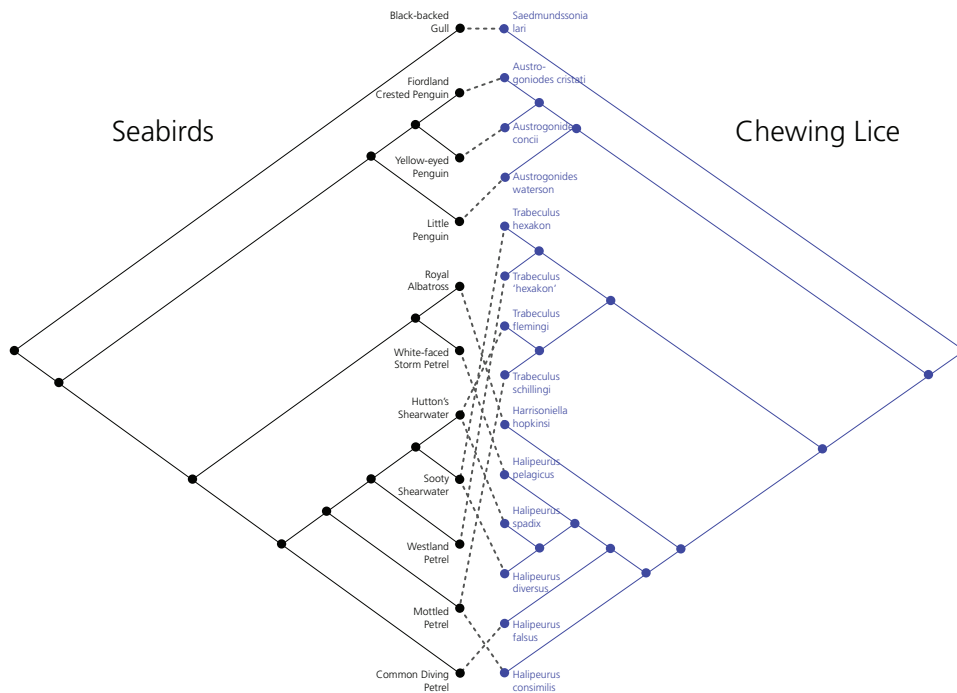 Black-backed
Gull
Saedmundssonia
lari
Fiordland
Crested Penguin
Austro-
goniodes cristati
Seabirds
Chewing Lice
Yellow-eyed
Penguin
Austrogonides
concii
Little
Penguin
Austrogonides
waterson
Trabeculus
hexakon
Royal
Albatross
Trabeculus
'hexakon'
White-faced
Storm Petrel
Trabeculus
flemingi
Hutton's
Shearwater
Trabeculus
schillingi
Harrisoniella
hopkinsi
Sooty
Shearwater
Halipeurus
pelagicus
Westland
Petrel
Halipeurus
spadix
Halipeurus
diversus
Mottled
Petrel
Halipeurus
falsus
Common Diving
Petrel
Halipeurus
consimilis